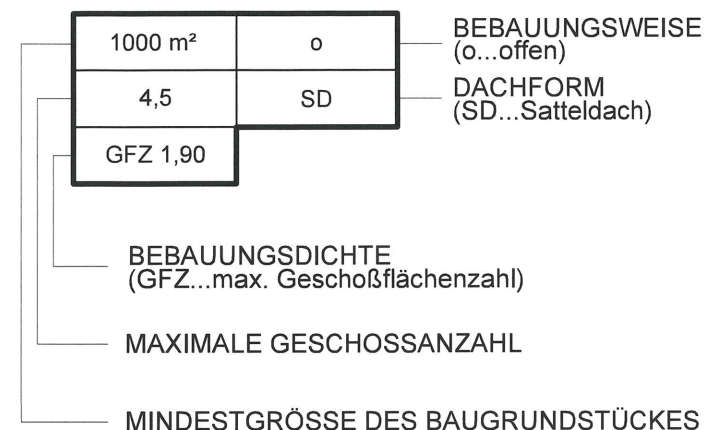 1000 m²
o
BEBAUUNGSWEISE
(o...offen)
4,5
SD
DACHFORM
(SD...Satteldach)
GFZ 1,90
BEBAUUNGSDICHTE
(GFZ...max. Geschoßflächenzahl)
MAXIMALE GESCHOSSANZAHL
MINDESTGRÖSSE DES BAUGRUNDSTÜCKES